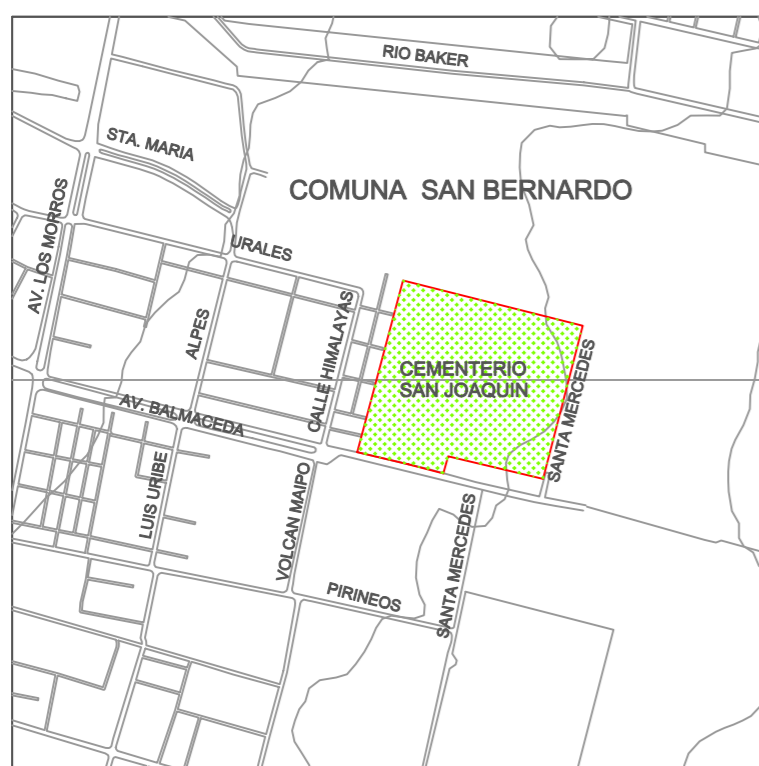 RIO BAKER
STA. MARIA
COMUNA SAN BERNARDO
AV. LOS MORROS
URALES
ALPES
CALLE HIMALAYAS
CEMENTERIO
SAN JOAQUIN
SANTA MERCEDES
AV. BALMACEDA
LUIS URIBE
VOLCAN MAIPO
SANTA MERCEDES
PIRINEOS